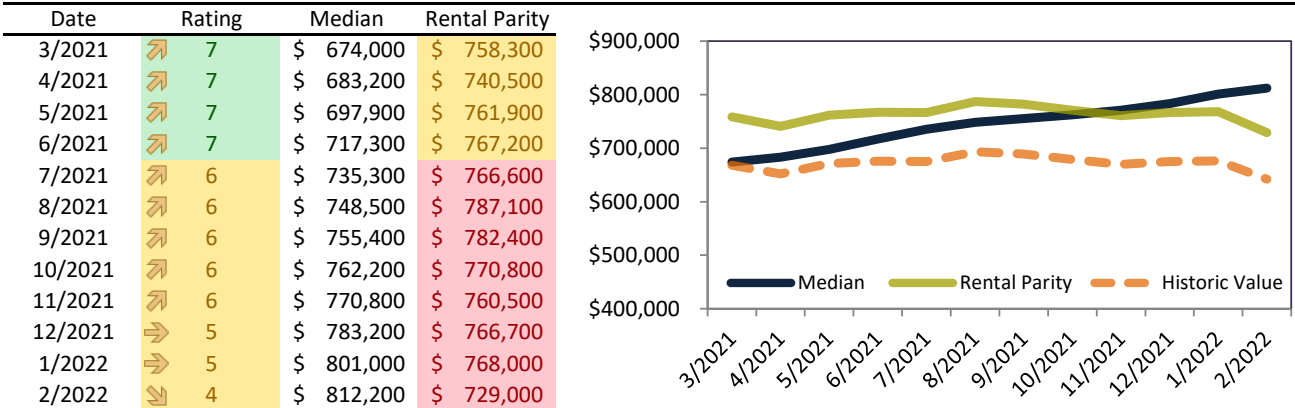 Date Rating Median Rental Parity
3/2021 7 $ 674,000 $ 758,300
4/2021 7 $ 683,200 $ 740,500
5/2021 7 $ 697,900 $ 761,900
6/2021 7 $ 717,300 $ 767,200
7/2021 6 $ 735,300 $ 766,600
8/2021 6 $ 748,500 $ 787,100
9/2021 6 $ 755,400 $ 782,400
10/2021 6 $ 762,200 $ 770,800
11/2021 6 $ 770,800 $ 760,500
12/2021 5 $ 783,200 $ 766,700
1/2022 5 $ 801,000 $ 768,000
2/2022 4 $ 812,200 $ 729,000
$900,000
$800,000
$700,000
$600,000
$500,000
$400,000
Median Rental Parity Historic Value
3/2021 4/2021 5/2021 6/2021 7/2021 8/2021 9/2021 10/2021 11/2021 12/2021 1/2022 2/2022